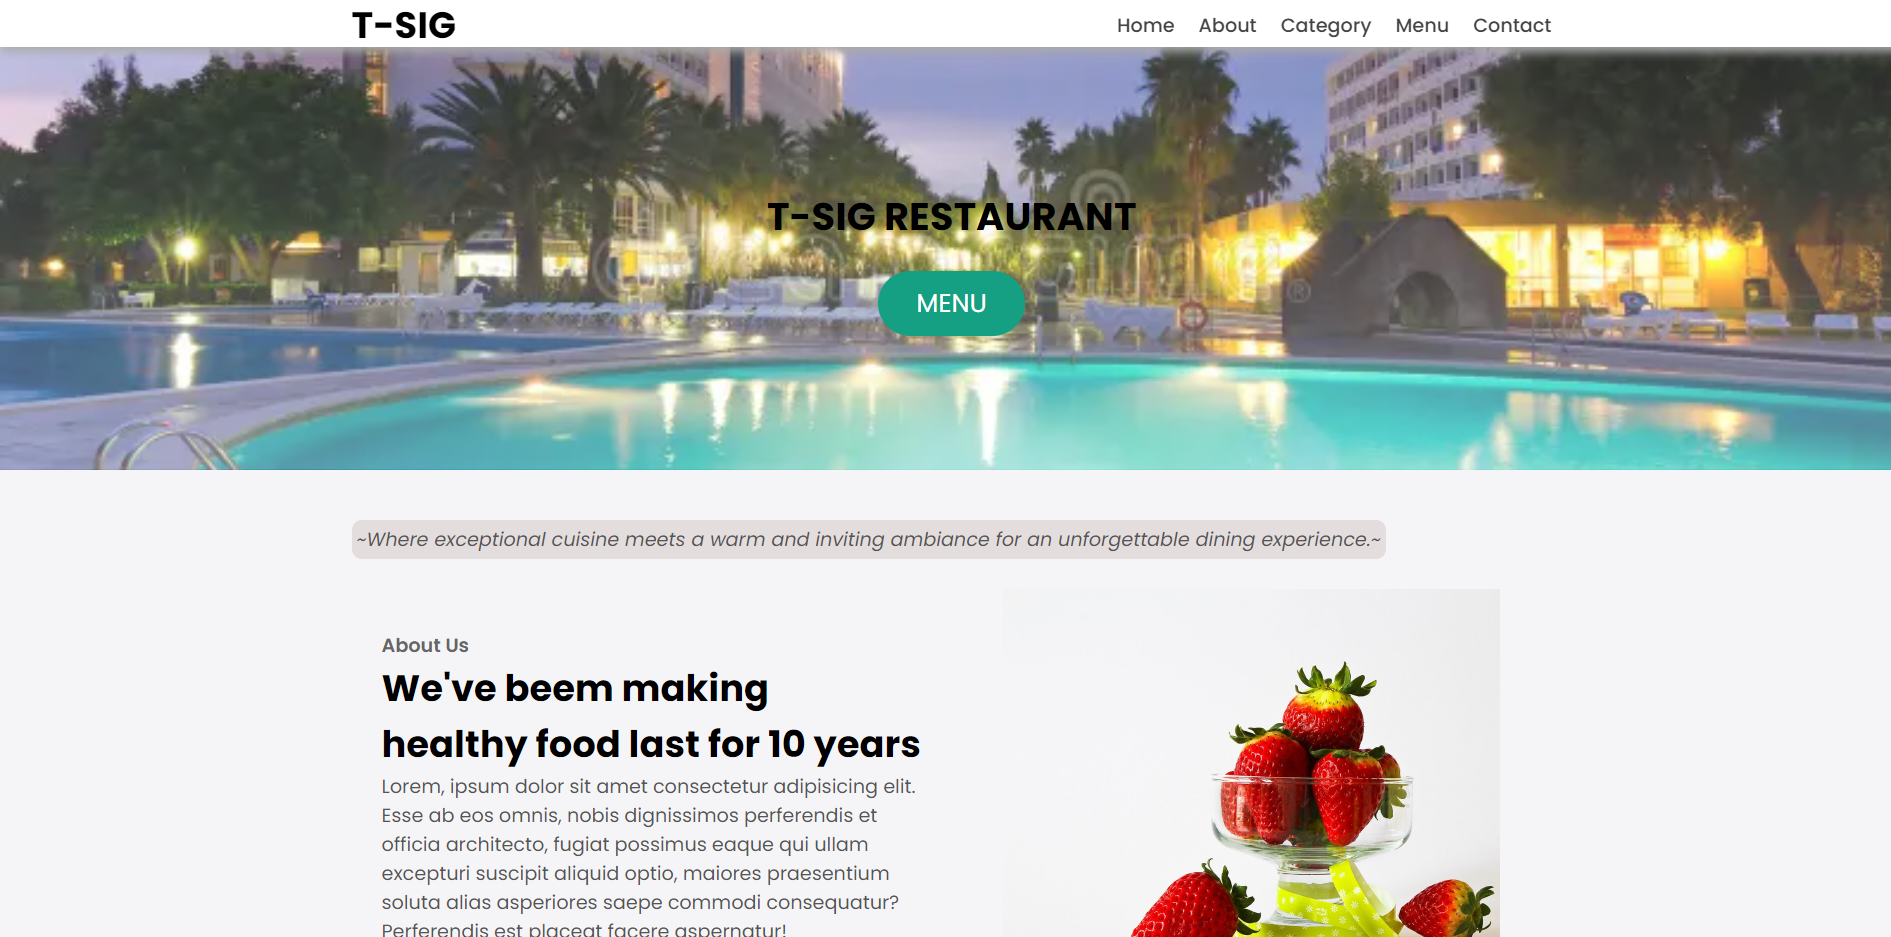 T-SIG
Home About Category Menu Contact
T-SIG RESTAURANT
MENU
~Where exceptional cuisine meets a warm and inviting ambiance for an unforgettable dining experience.~
About Us
We've beem making
healthy food last for 10 years
Lorem, ipsum dolor sit amet consectetur adipisicing elit.
Esse ab eos omnis, nobis dignissimos perferendis et
officia architecto, fugiat possimus eaque qui ullam
excepturi suscipit aliquid optio, maiores praesentium
soluta alias asperiores saepe commodi consequatur?
Perferendis est placeat facere aspernatur!